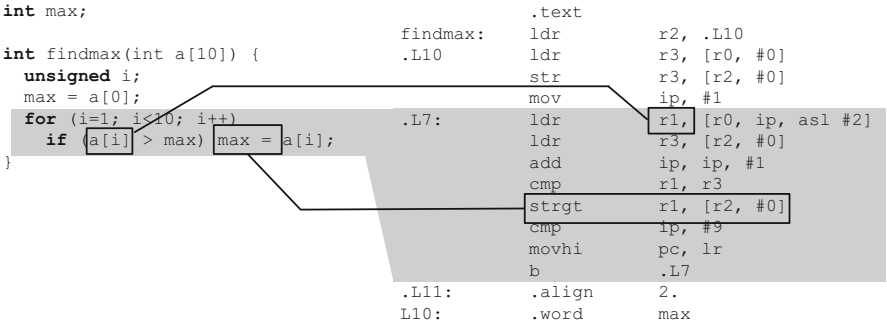 int max;
int findmax(int a[10]) {
unsigned i;
max = a[0];
for (i=1; i<10; i++)
if (a[i] > max) max = a[i];
}
.text
findmax: ldr r2, .L10
.L10 ldr r3, [r0, #0]
str r3, [r2, #0]
mov ip, #1
.L7: ldr r1, [r0, ip, asl #2]
ldr r3, [r2, #0]
add ip, ip, #1
cmp r1, r3
strgt r1, [r2, #0]
cmp ip, #9
movhi pc, lr
b .L7
.L11: .align 2.
L10: .word max